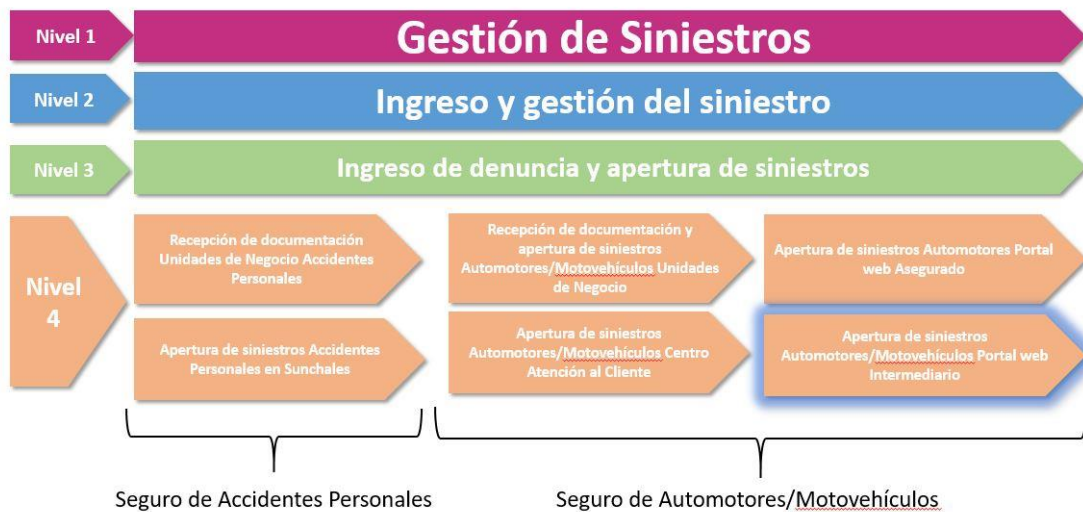 Nivel 1
Gestión de Siniestros
Nivel 2
Ingreso y gestión del siniestro
Nivel 3
Ingreso de denuncia y apertura de siniestros
Nivel
4
Recepción de documentación
Unidades de Negocio Accidentes
Personales
Recepción de documentación y
apertura de siniestros
Automotores/Motovehículos Unidades
de Negocio
Apertura de siniestros Automotores Portal
web Asegurado
Apertura de siniestros Accidentes
Personales en Sunchales
Apertura de siniestros
Automotores/Motovehículos Centro
Atención al Cliente
Apertura de siniestros
Automotores/Motovehículos Portal web
Intermediario
Seguro de Accidentes Personales
Seguro de Automotores/Motovehículos